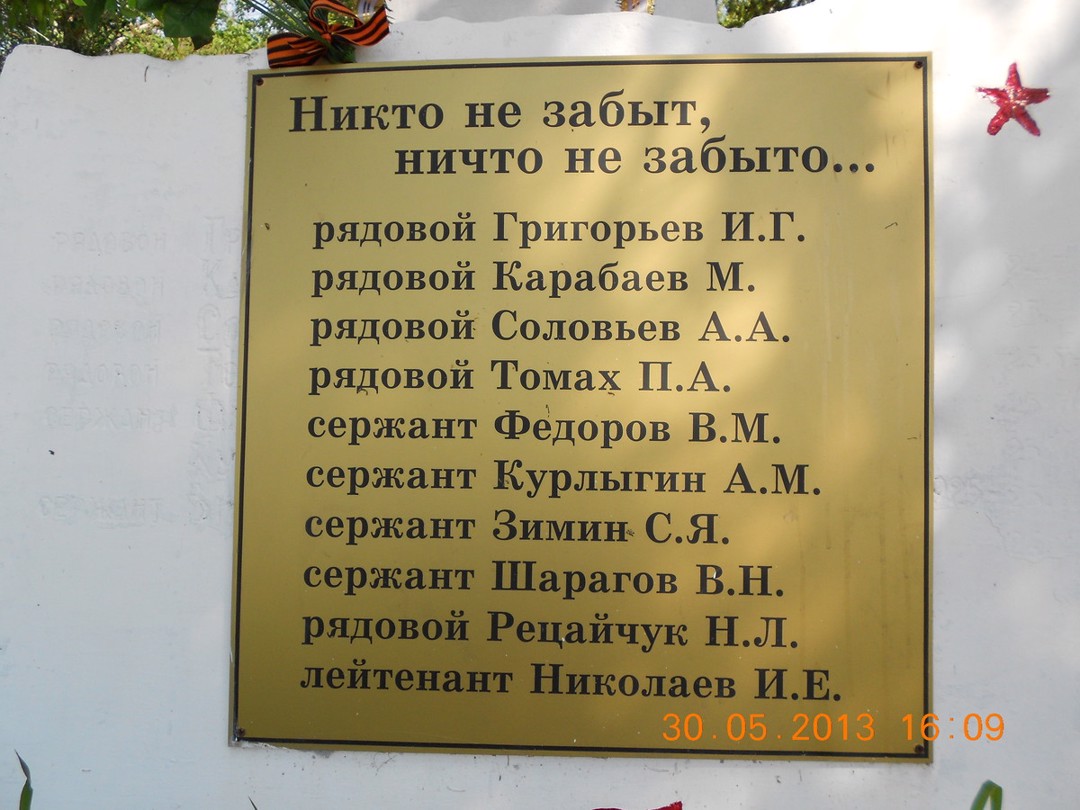 Никто не забыт,
ничто не забыто...
рядовой Григорьев И.Г.
рядовой Карабаев М.
рядовой Соловьев А.А.
рядовой Томах П.А.
сержант Федоров В.М.
сержант Курлыгин А.М.
сержант Зимин С.Я.
сержант Шарагов В.Н.
рядовой Рецайчук Н.Л.
лейтенант Николаев И.Е.
30.05.2013 16:09